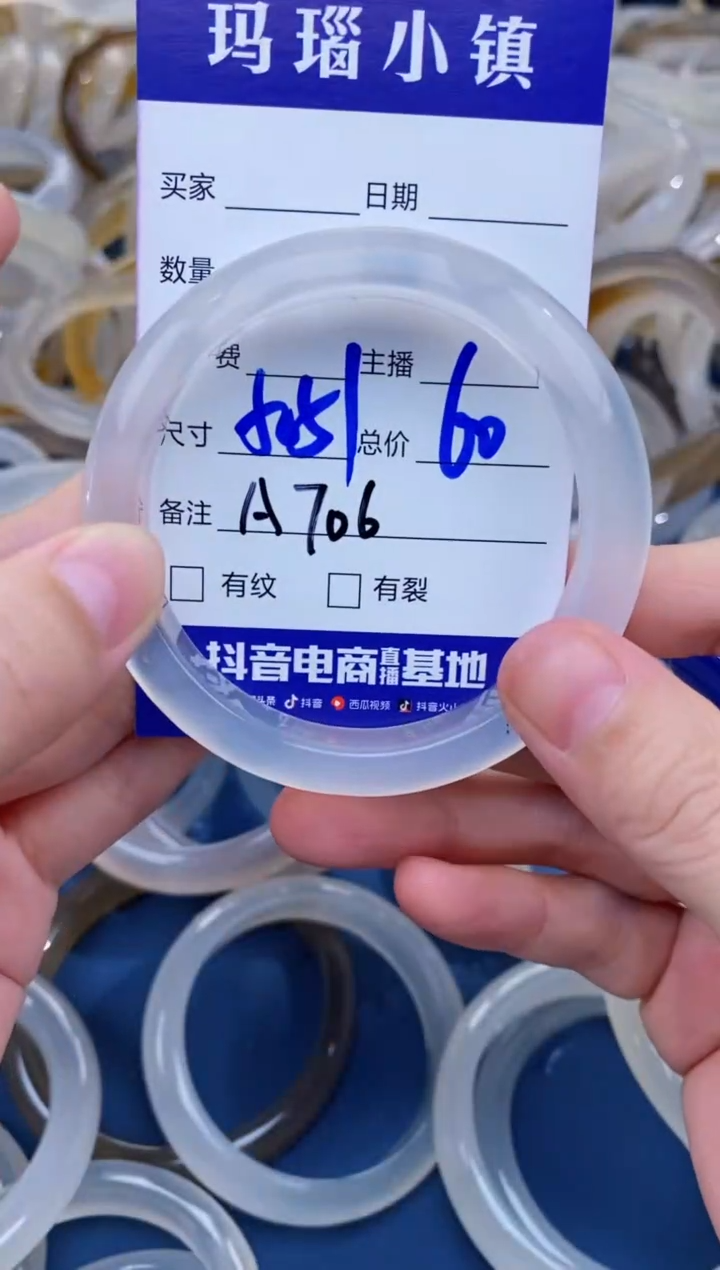 玛瑙小镇
买家 日期
数量
费 主播
尺寸 总价 60
备注 A706
有纹 有裂
抖音电商直播基地
头条 抖音 西瓜视频 抖音火山